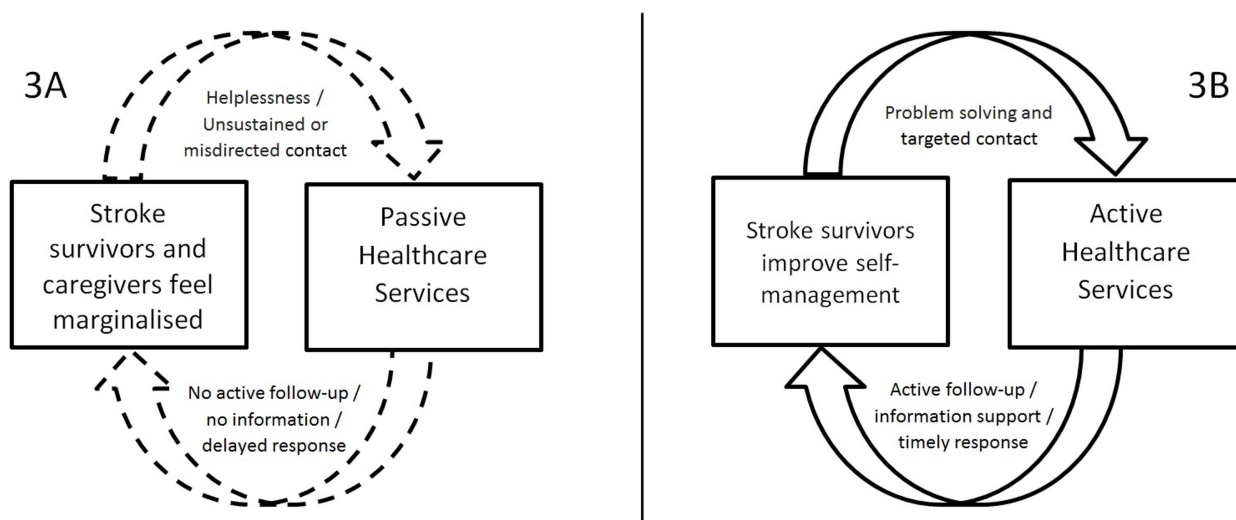 3A
Helplessness /
Unsustained or
misdirected contact
Stroke
survivors and
caregivers feel
marginalised
Passive
Healthcare
Services
No active follow-up /
no information /
delayed response
3B
Problem solving and
targeted contact
Stroke survivors
improve self-
management
Active
Healthcare
Services
Active follow-up /
information support /
timely response